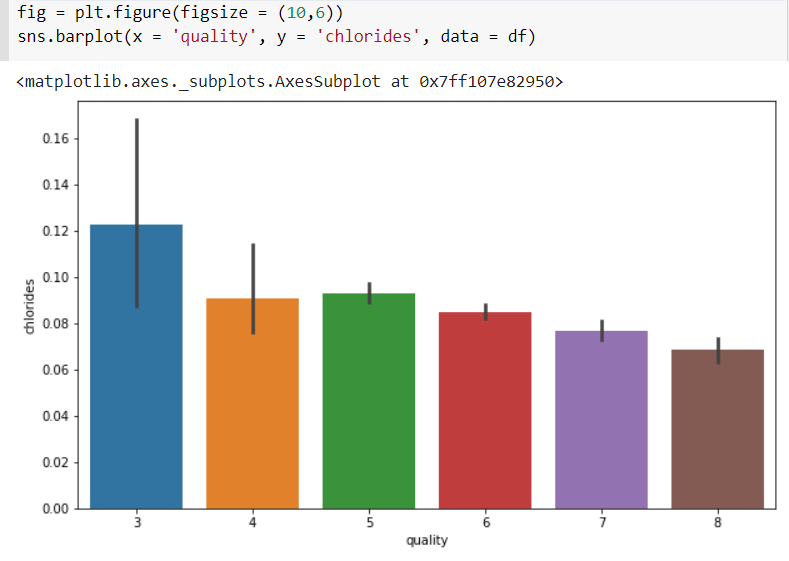 fig = plt.figure(figsize = (10,6))
sns.barplot(x = 'quality', y = 'chlorides', data = df)
<matplotlib.axes._subplots.AxesSubplot at 0x7ff107e82950>
0.16
0.14
0.12
0.10
0.08
0.06
0.04
0.02
0.00
chlorides
3 4 5 6 7 8
quality